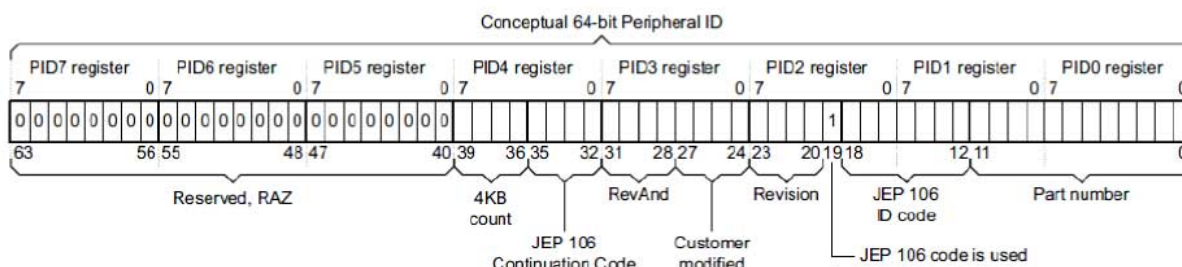 Conceptual 64-bit Peripheral ID
PID7 register PID6 register PID5 register PID4 register PID3 register PID2 register PID1 register PID0 register
7 0 7 0 7 0 7 0 7 0 7 0 7 0 7 0
0 0 0 0 0 0 0 0 0 0 0 0 0 0 0 0 0 0 0 0 0 0 0 0 1
63 56 55 48 47 40 39 36 35 32 31 28 27 24 23 20 19 18 12 11 0
Reserved, RAZ 4KB RevAnd Revision JEP 106 Part number
count ID code
JEP 106 Customer JEP 106 code is used
Continuation Code modified